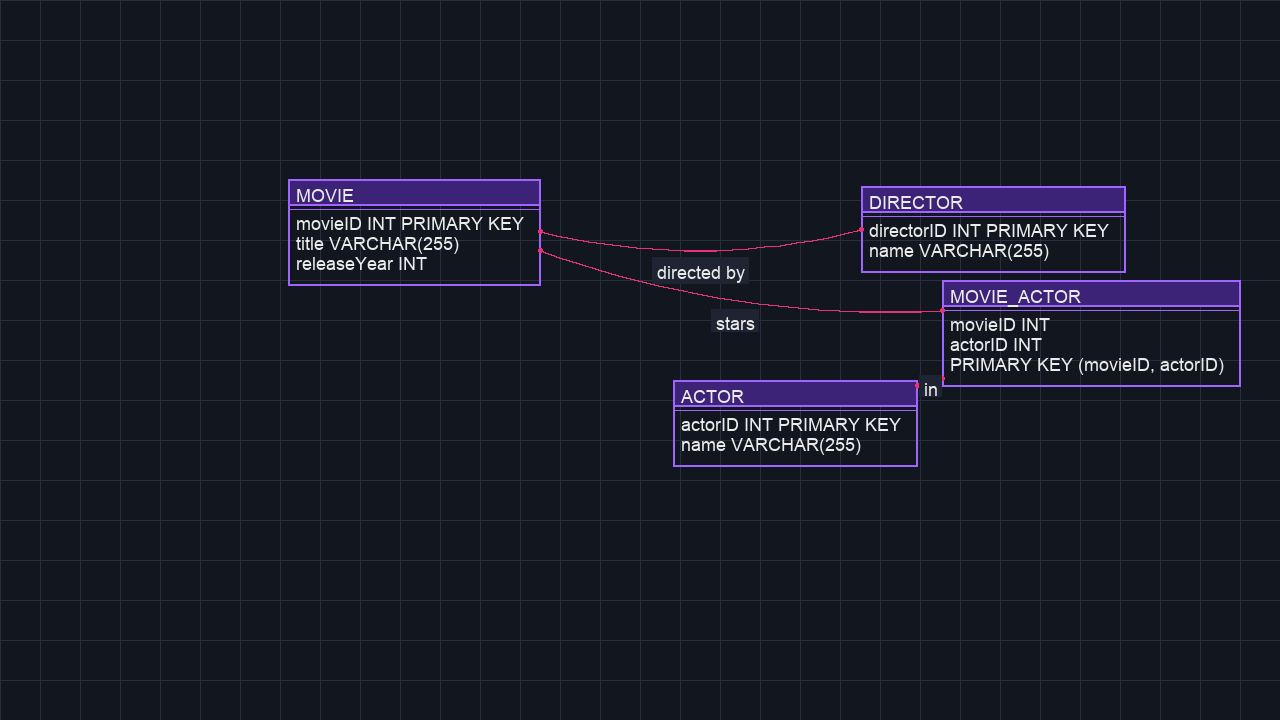 MOVIE
movieID INT PRIMARY KEY
title VARCHAR(255)
releaseYear INT
DIRECTOR
directorID INT PRIMARY KEY
name VARCHAR(255)
directed by
MOVIE_ACTOR
movieID INT
actorID INT
PRIMARY KEY (movieID, actorID)
stars
in
ACTOR
actorID INT PRIMARY KEY
name VARCHAR(255)